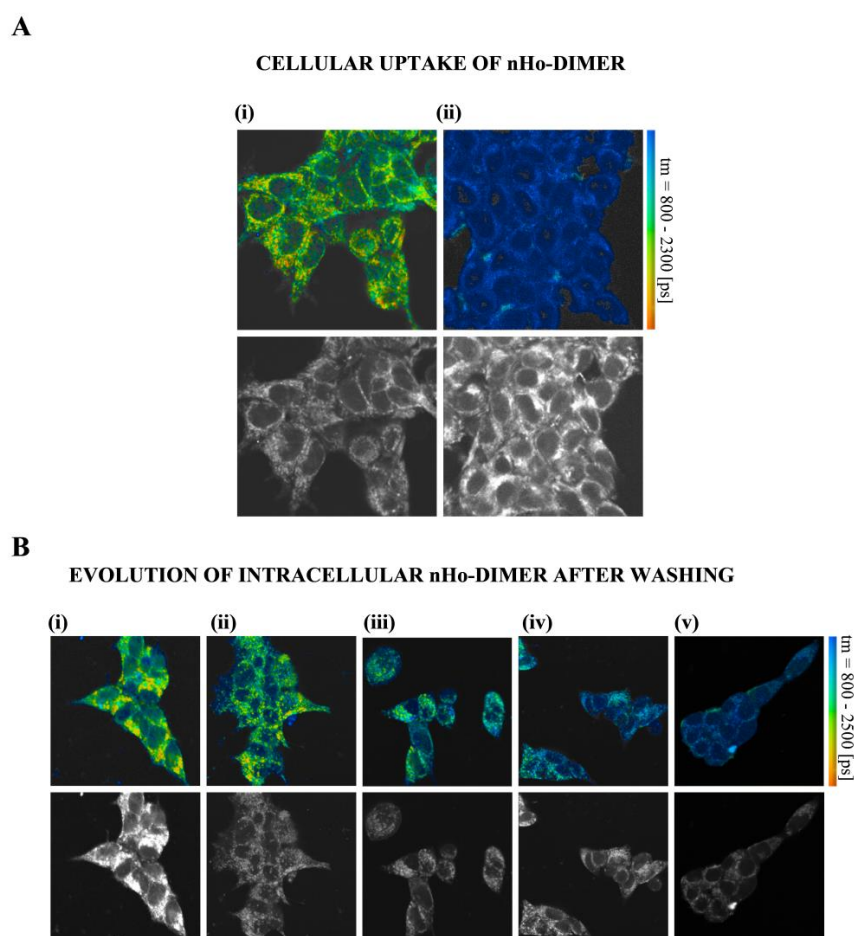 A
CELLULAR UPTAKE OF nHo-DIMER
(i) (ii)
tm = 800 - 2300 [ps]
B
EVOLUTION OF INTRACELLULAR nHo-DIMER AFTER WASHING
(i) (ii) (iii) (iv) (v)
tm = 800 - 2500 [ps]